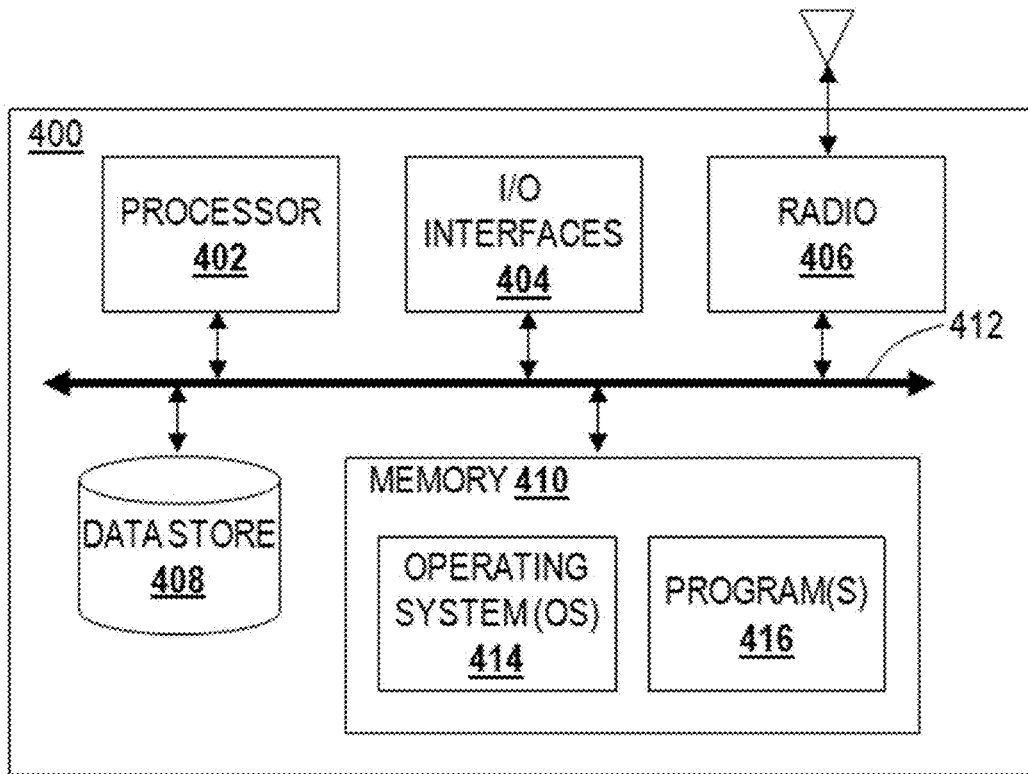 400
PROCESSOR
402
I/O
INTERFACES
404
RADIO
406
412
DATA STORE
408
MEMORY 410
OPERATING
SYSTEM (OS)
414
PROGRAM(S)
416